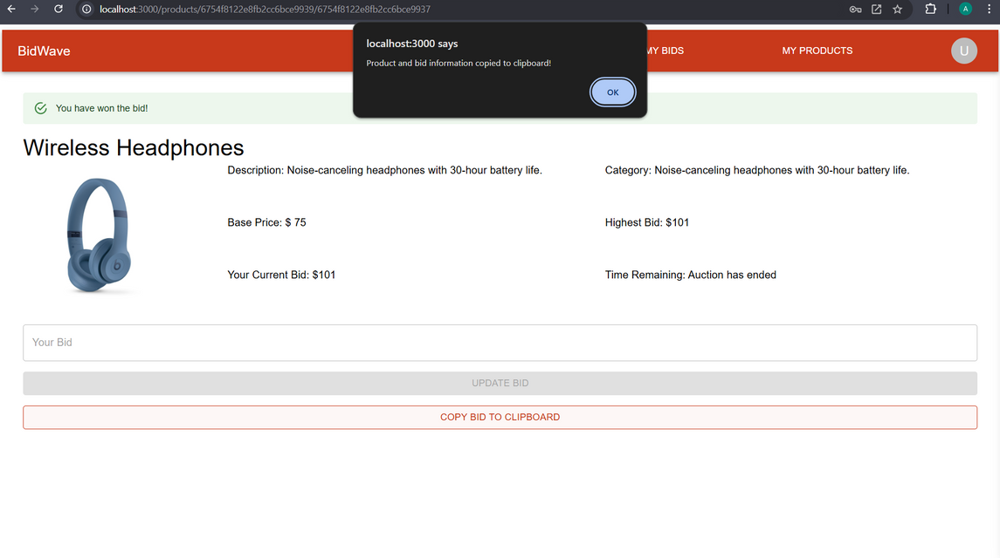 localhost:3000/products/6754f8122e8fb2cc6bce9939/6754f8122e8fb2cc6bce9937
A
localhost:3000 says
Product and bid information copied to clipboard!
OK
BidWave
MY BIDS
MY PRODUCTS
U
You have won the bid!
Wireless Headphones
Description: Noise-canceling headphones with 30-hour battery life.
Category: Noise-canceling headphones with 30-hour battery life.
Base Price: $ 75
Highest Bid: $101
Your Current Bid: $101
Time Remaining: Auction has ended
Your Bid
UPDATE BID
COPY BID TO CLIPBOARD